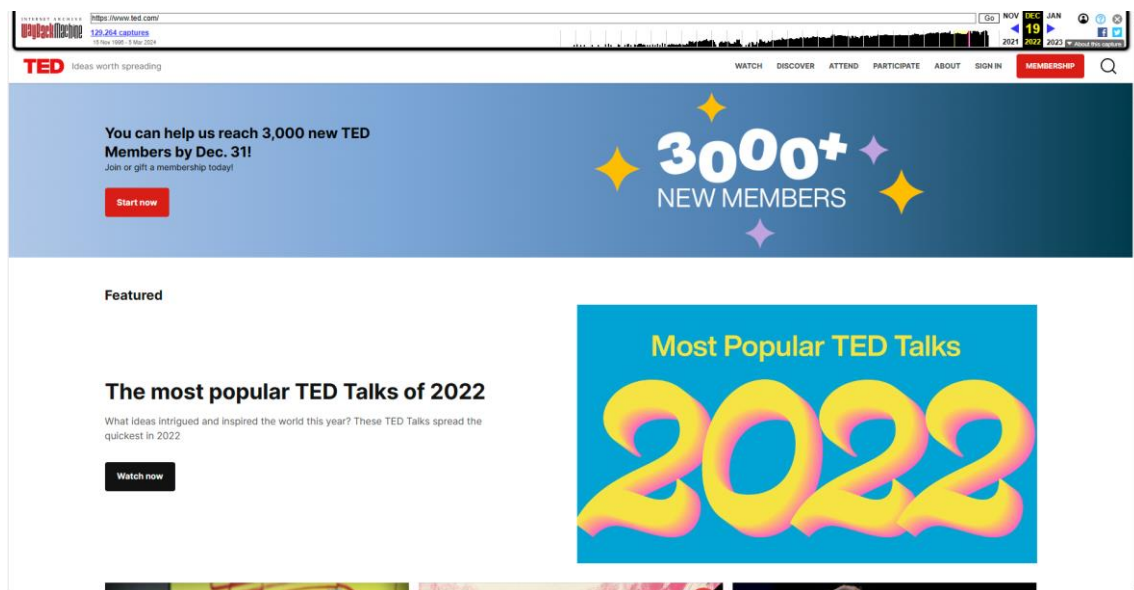 INTERNET ARCHIVE
WayBackMachine
https://www.ted.com/
Go
NOV DEC JAN
129,264 captures
19
15 Nov 1996 - 5 Mar 2024
2021 2022 2023
About this capture
TED Ideas worth spreading
WATCH DISCOVER ATTEND PARTICIPATE ABOUT SIGN IN MEMBERSHIP
You can help us reach 3,000 new TED
Members by Dec. 31!
Join or gift a membership today!
Start now
3000+
NEW MEMBERS
Featured
The most popular TED Talks of 2022
What ideas intrigued and inspired the world this year? These TED Talks spread the
quickest in 2022
Watch now
Most Popular TED Talks
2022